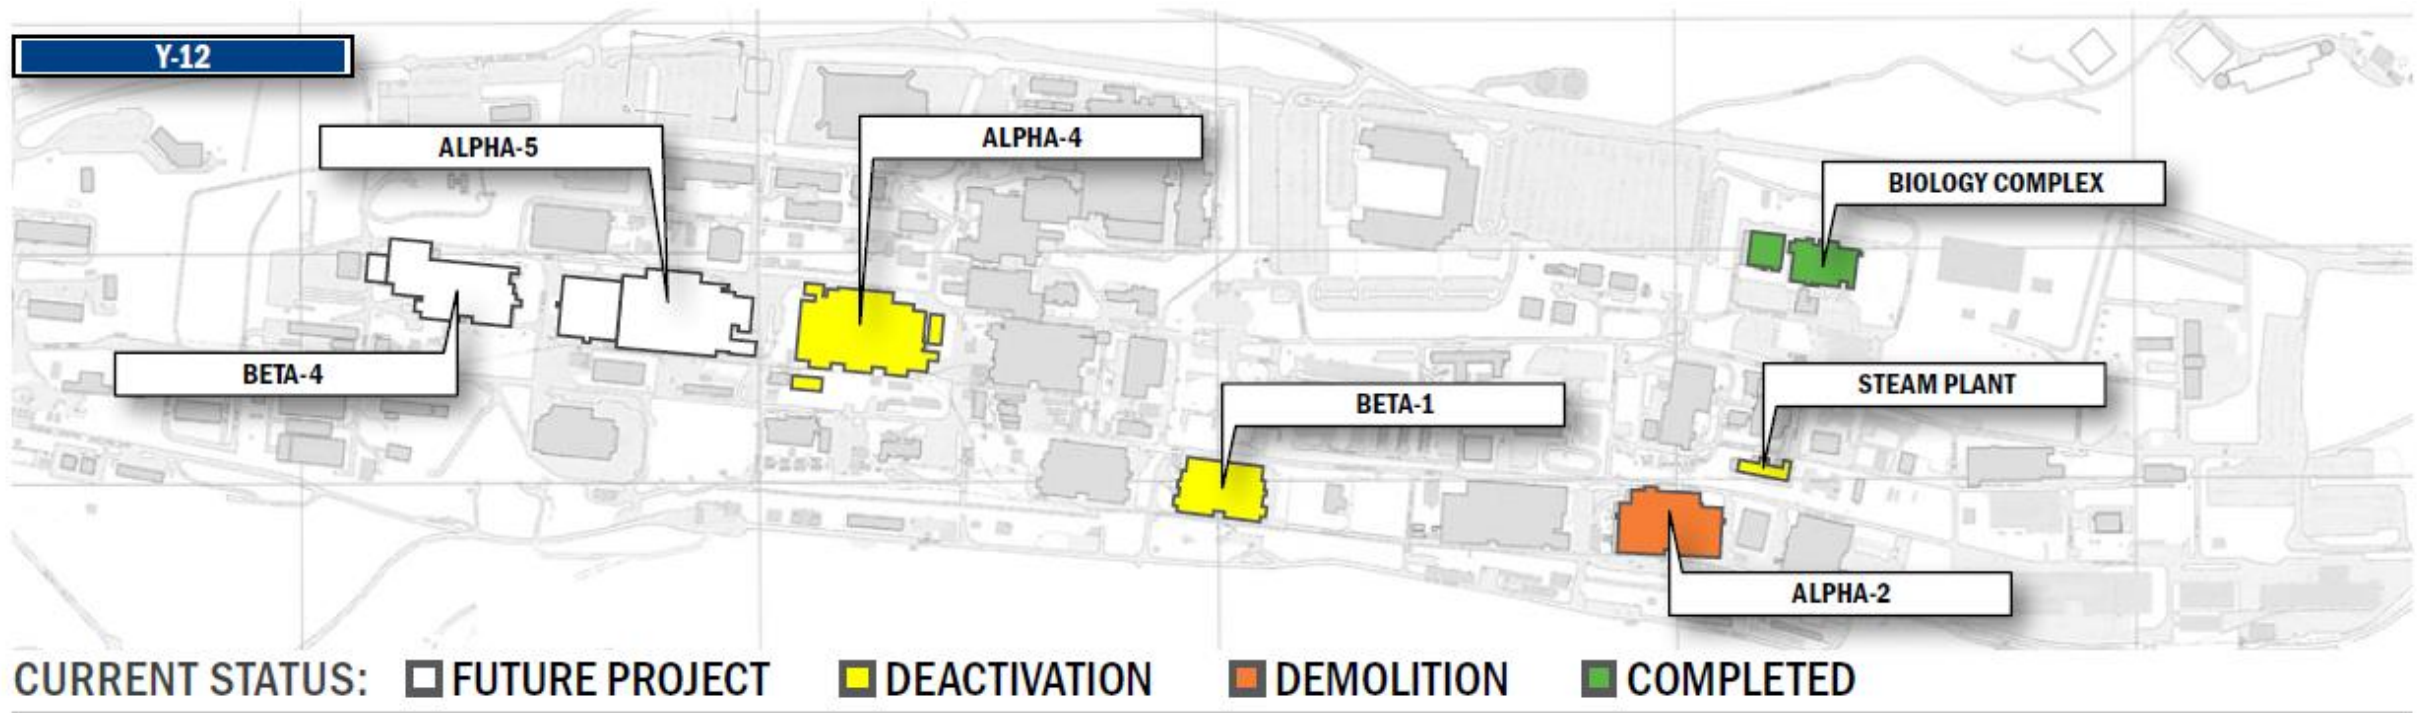 Y-12
ALPHA-5
ALPHA-4
BIOLOGY COMPLEX
BETA-4
BETA-1
STEAM PLANT
ALPHA-2
CURRENT STATUS: FUTURE PROJECT DEACTIVATION DEMOLITION COMPLETED